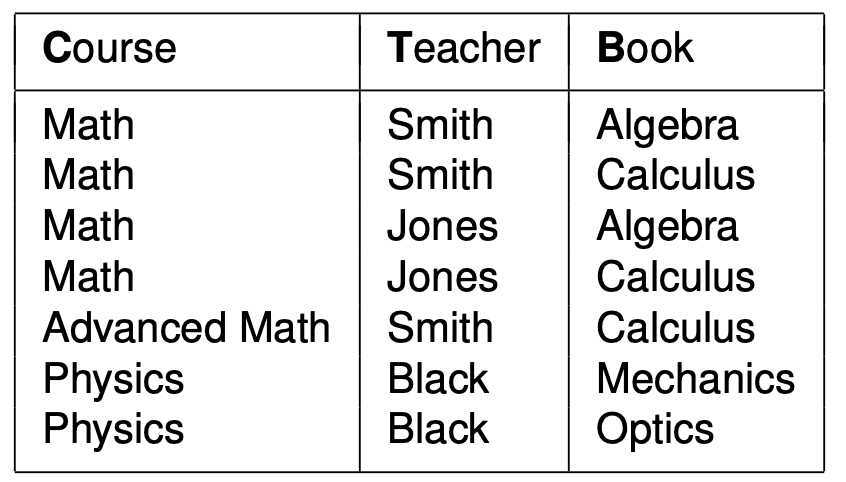 Course Teacher Book
Math Smith Algebra
Math Smith Calculus
Math Jones Algebra
Math Jones Calculus
Advanced Math Smith Calculus
Physics Black Mechanics
Physics Black Optics